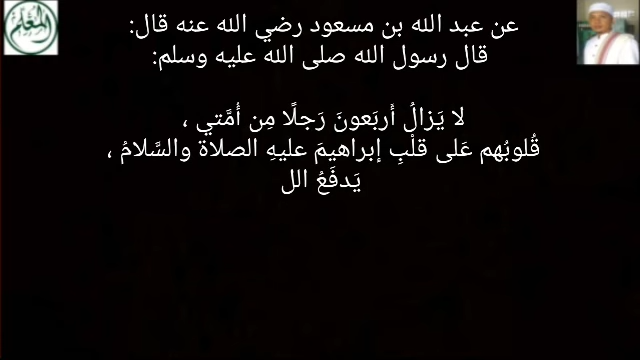 عن عبد الله بن مسعود رضي الله عنه قال:
قال رسول الله صلى الله عليه وسلم:
لا يَزالُ أربَعونَ رَجلًا مِن أُمَّتي ،
قُلوبُهم عَلى قلْبِ إبراهيمَ عليهِ الصلاة والسَّلامُ ،
يَدفَعُ الل